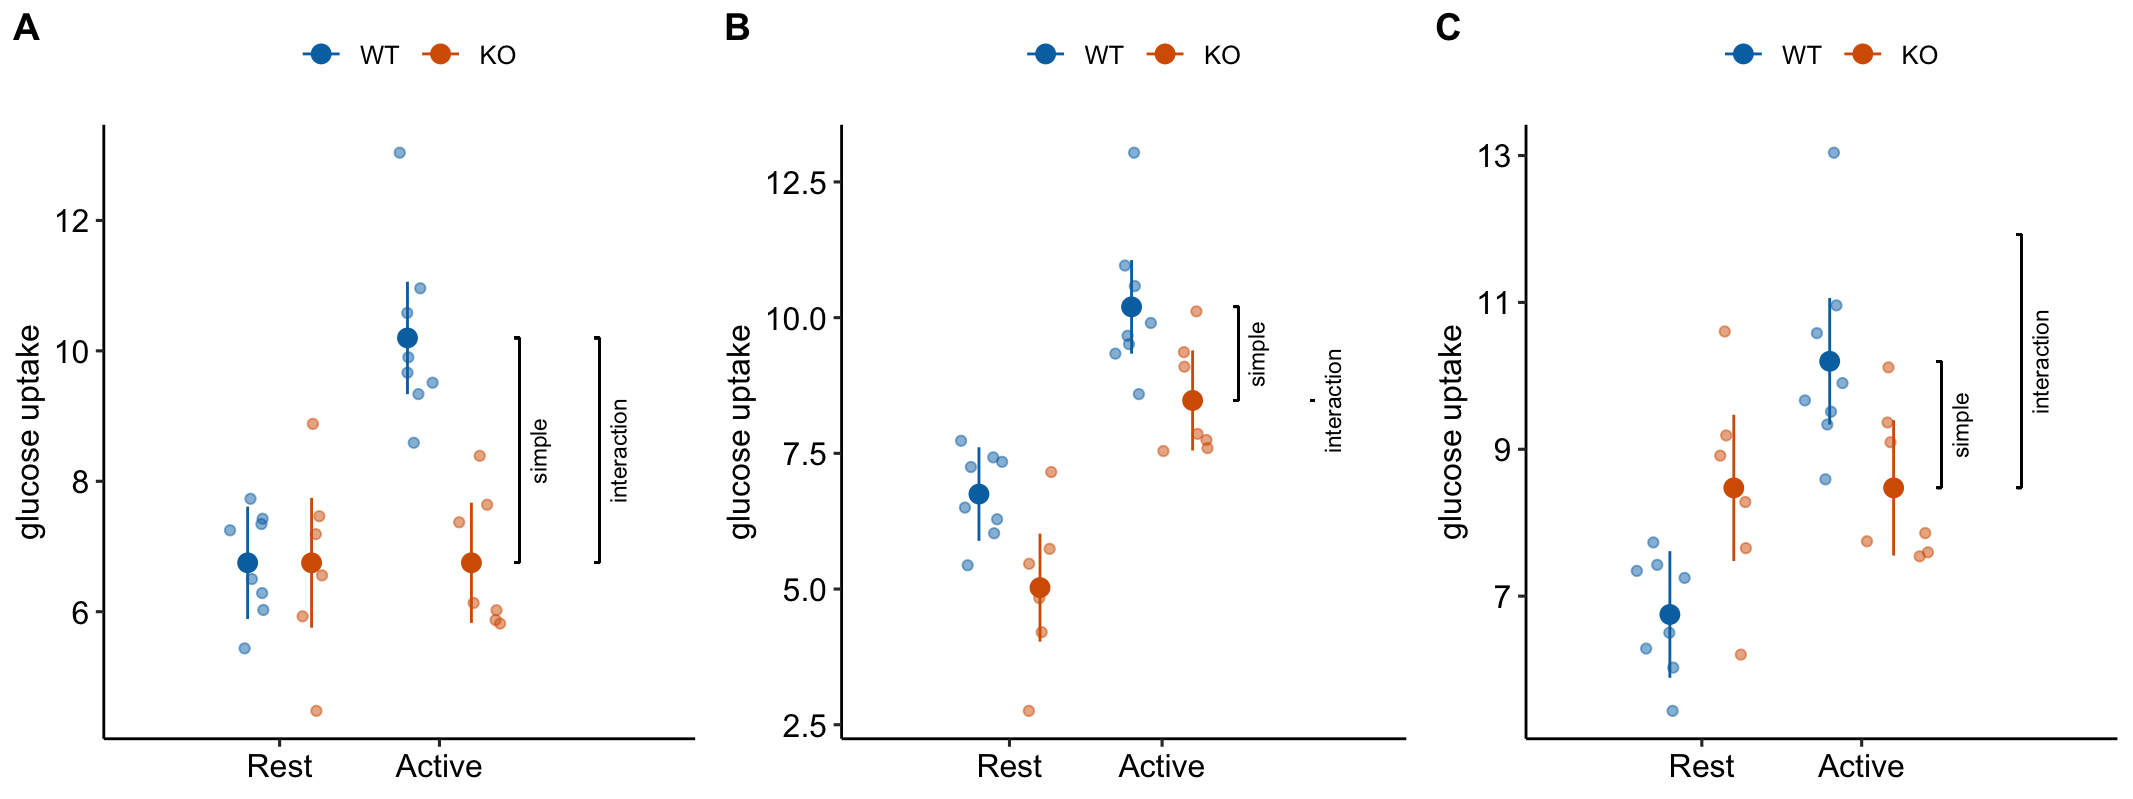 A
WT KO
glucose uptake
12
10
8
6
simple
interaction
Rest Active
B
WT KO
glucose uptake
12.5
10.0
7.5
5.0
2.5
simple
interaction
Rest Active
C
WT KO
glucose uptake
13
11
9
7
simple
interaction
Rest Active